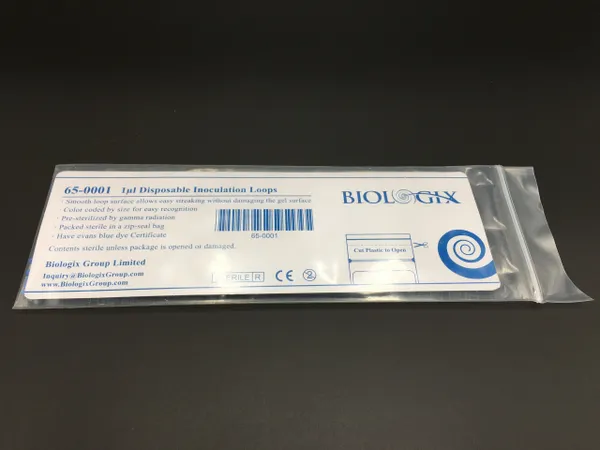 65-0001 1µl Disposable Inoculation Loops
· Smooth loop surface allows easy streaking without damaging the gel surface
· Color coded by size for easy recognition
· Pre-sterilized by gamma radiation
· Packed sterile in a zip-seal bag
· Have evans blue dye Certificate
Contents sterile unless package is opened or damaged.
65-0001
Biologix Group Limited
Inquiry@BiologixGroup.com
www.BiologixGroup.com
RILE R
CE
2
BIOLOGIX
Cut Plastic to Open